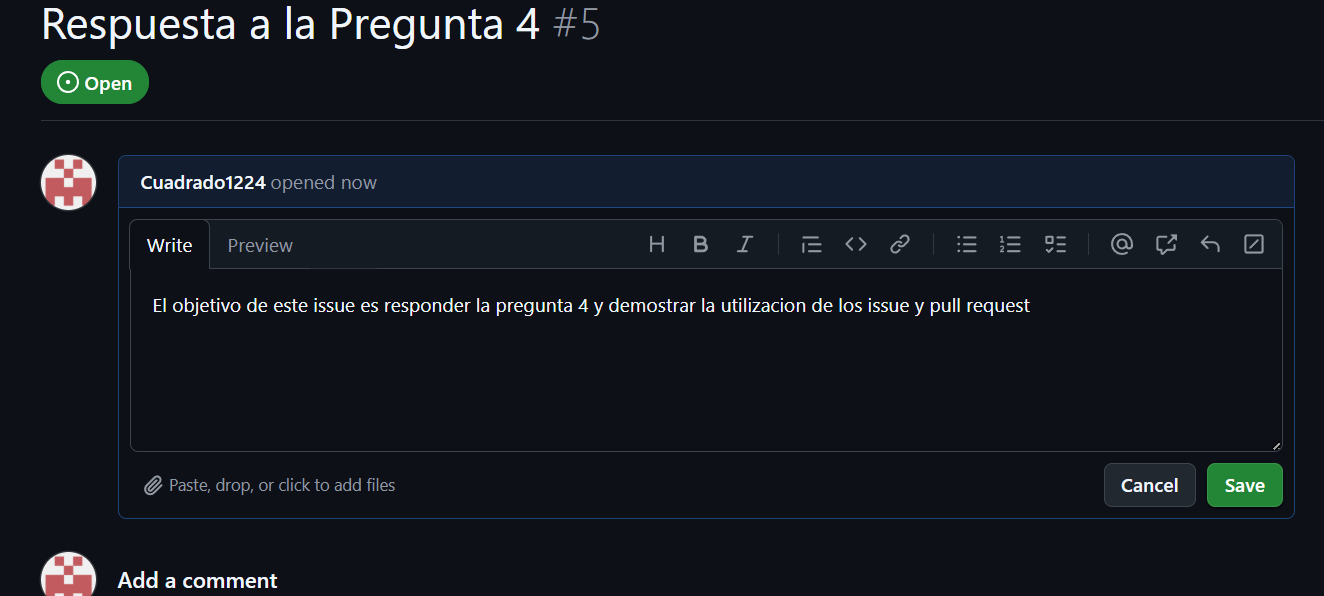 Respuesta a la Pregunta 4 #5
Open
Cuadrado1224 opened now
Write Preview
El objetivo de este issue es responder la pregunta 4 y demostrar la utilizacion de los issue y pull request
Paste, drop, or click to add files
Cancel Save
Add a comment